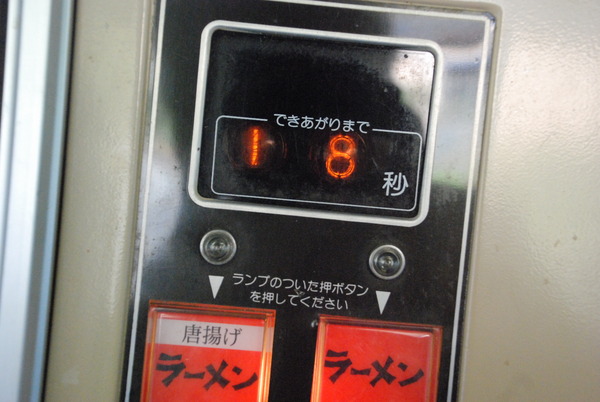 できあがりまで
18
秒
ランプのついた押ボタン
を押してください
唐揚げ
ラーメン
ラーメン